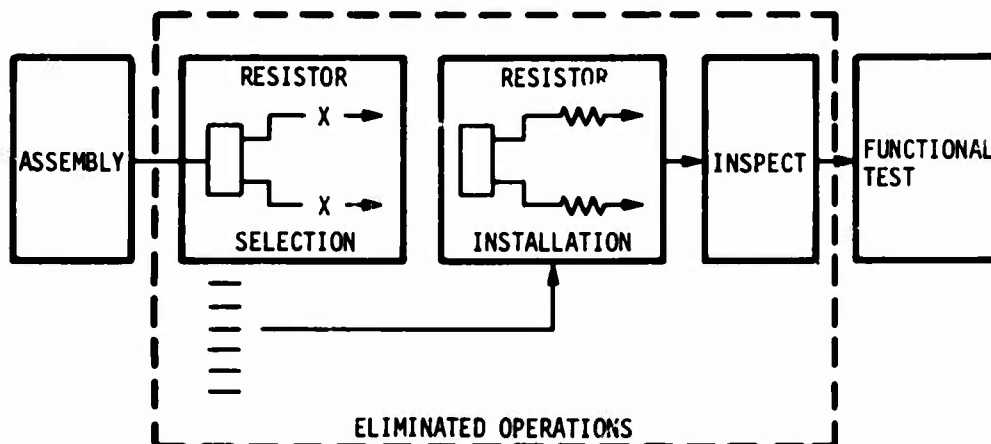 ASSEMBLY
RESISTOR
X
X
SELECTION
RESISTOR
INSTALLATION
INSPECT
FUNCTIONAL
TEST
ELIMINATED OPERATIONS